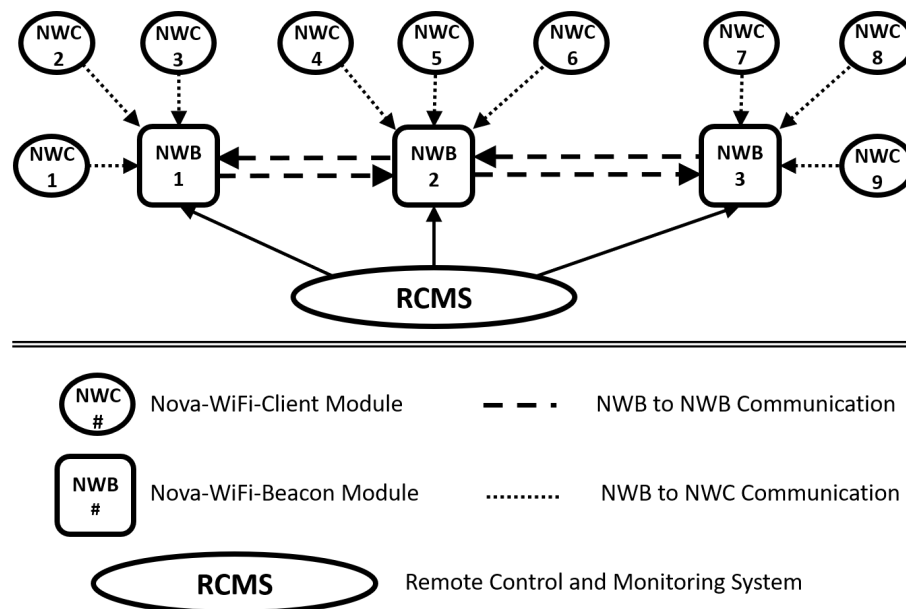 NWC
2
NWC
3
NWC
4
NWC
5
NWC
6
NWC
7
NWC
8
NWC
1
NWB
1
NWB
2
NWB
3
NWC
9
RCMS
NWC
#
Nova-WiFi-Client Module
NWB to NWB Communication
NWB
#
Nova-WiFi-Beacon Module
NWB to NWC Communication
RCMS
Remote Control and Monitoring System